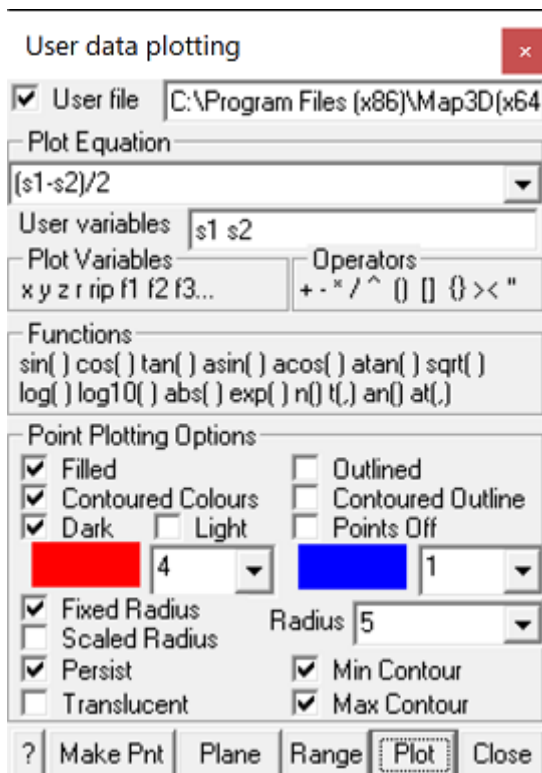 User data plotting ×
User file C:\Program Files (x86)\Map3D(x64
Plot Equation
(s1-s2)/2
User variables s1 s2
Plot Variables Operators
x y z r rip f1 f2 f3... + - * / ^ () [] {} > < "
Functions
sin( ) cos( ) tan( ) asin( ) acos( ) atan( ) sqrt( )
log( ) log10( ) abs( ) exp( ) n() t(,) an() at(,)
Point Plotting Options
Filled Outlined
Contoured Colours Contoured Outline
Dark Light Points Off
4 1
Fixed Radius Radius 5
Scaled Radius
Persist Min Contour
Translucent Max Contour
? Make Pnt Plane Range Plot Close